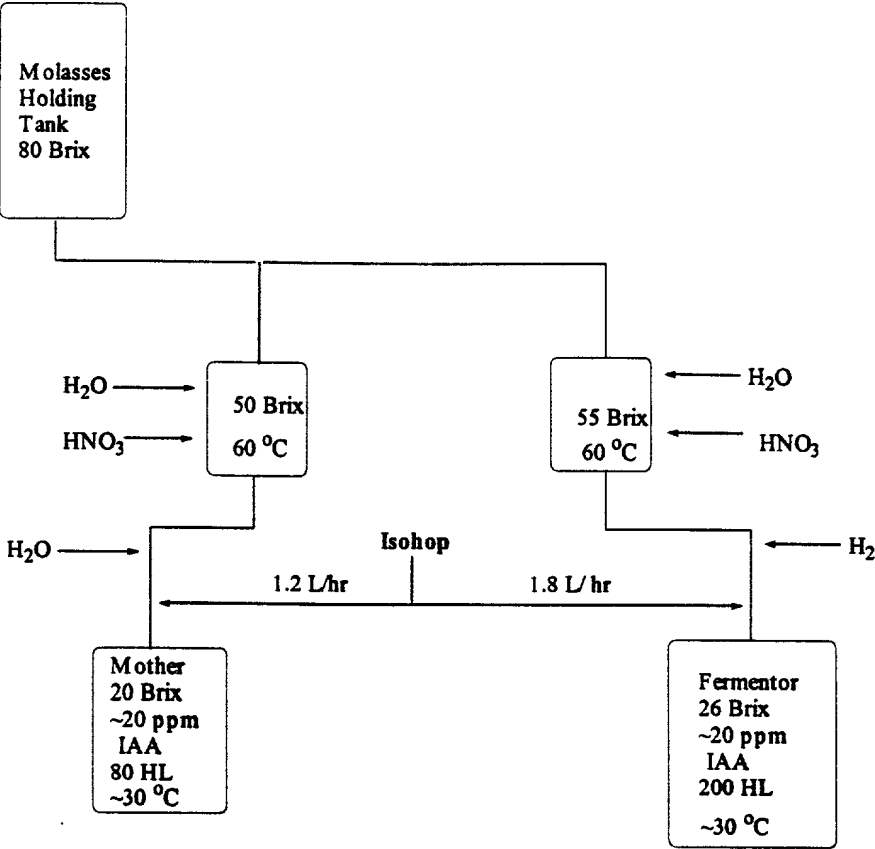 Molasses
Holding
Tank
80 Brix
H2O
HNO3
50 Brix
60 °C
55 Brix
60 °C
H2O
HNO3
H2O
Isohop
1.2 L/hr
1.8 L/ hr
H2
Mother
20 Brix
~20 ppm
IAA
80 HL
~30 °C
Fermentor
26 Brix
~20 ppm
IAA
200 HL
~30 °C